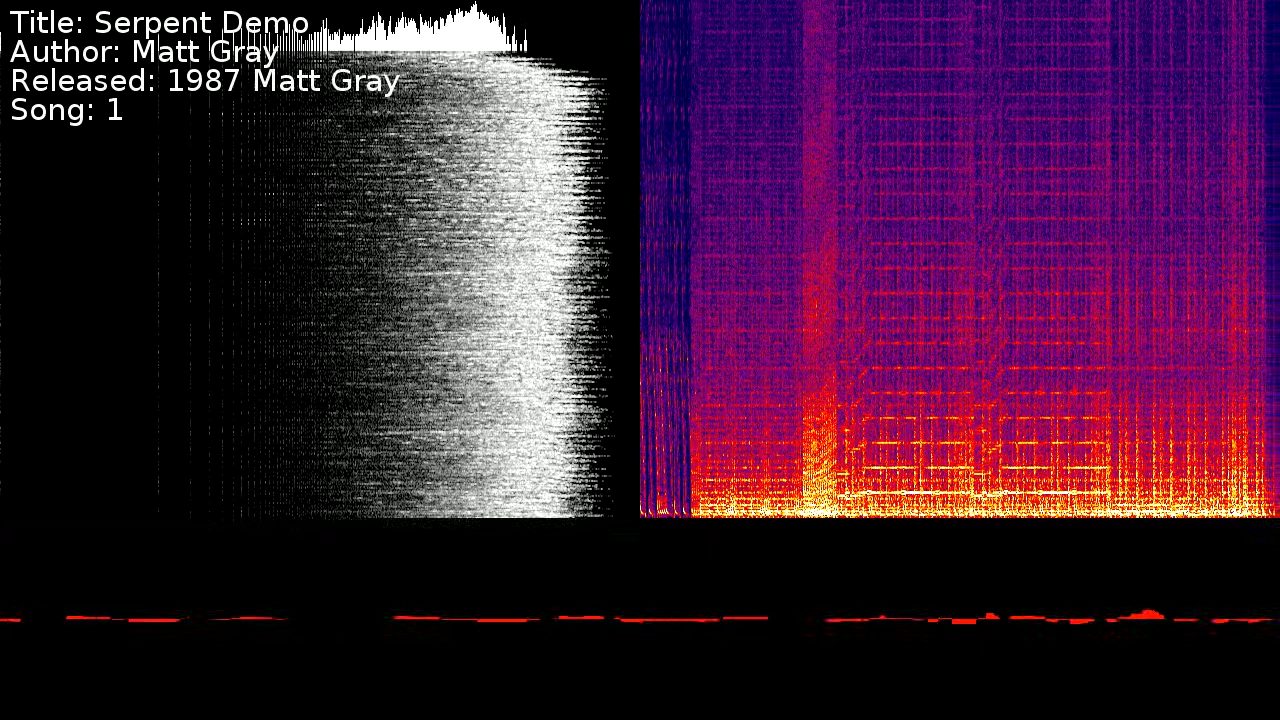 Title: Serpent Demo
Author: Matt Gray
Released: 1987 Matt Gray
Song: 1